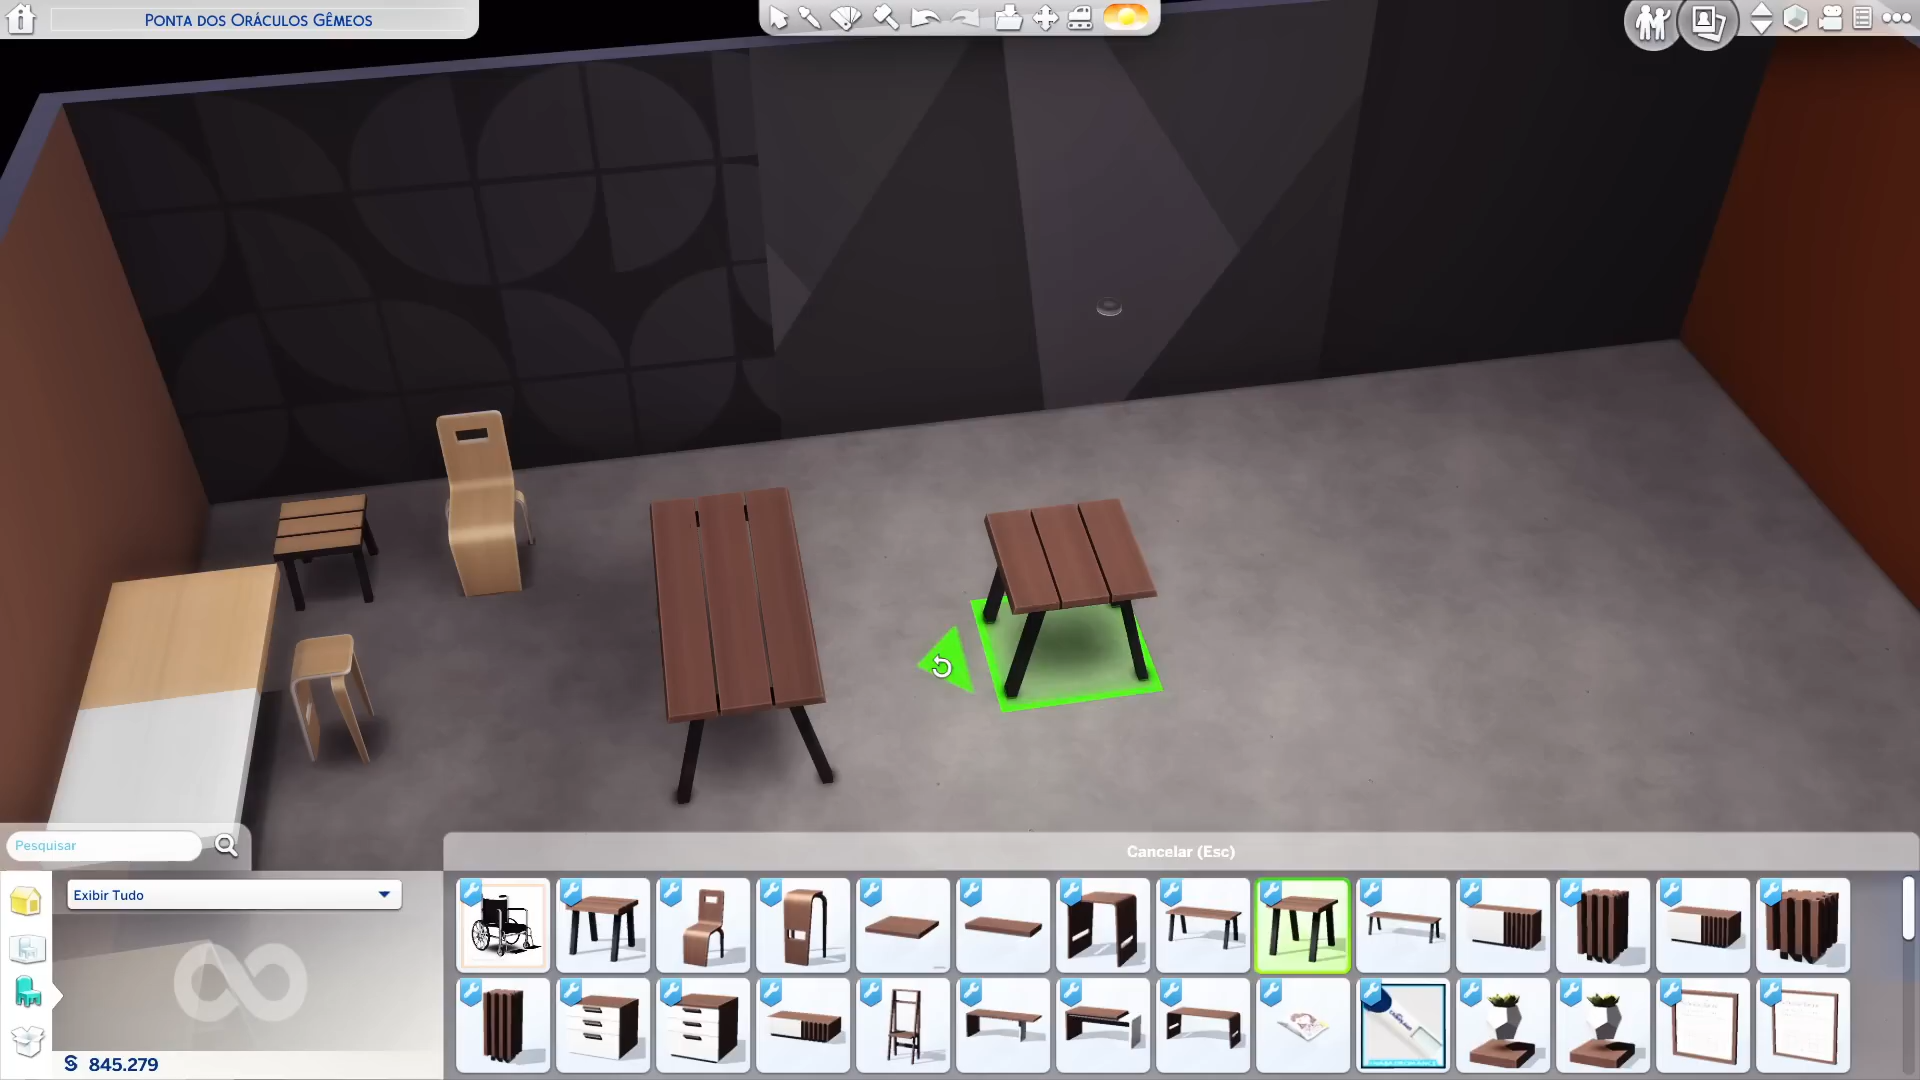 Ponta dos Oráculos Gêmeos
Cancelar (Esc)
Pesquisar
Exibir Tudo
845.279